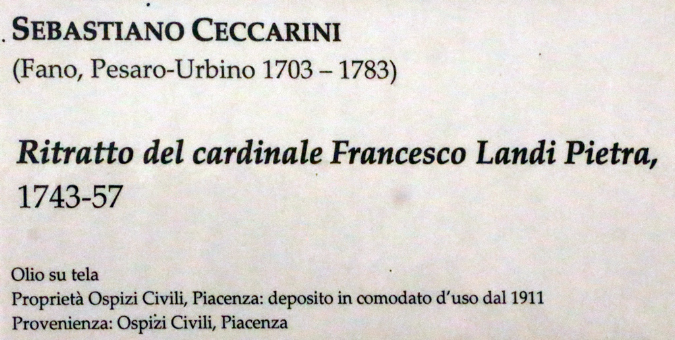 SEBASTIANO CECCARINI
(Fano, Pesaro-Urbino 1703 – 1783)
Ritratto del cardinale Francesco Landi Pietra,
1743-57
Olio su tela
Proprietà Ospizi Civili, Piacenza: deposito in comodato d'uso dal 1911
Provenienza: Ospizi Civili, Piacenza